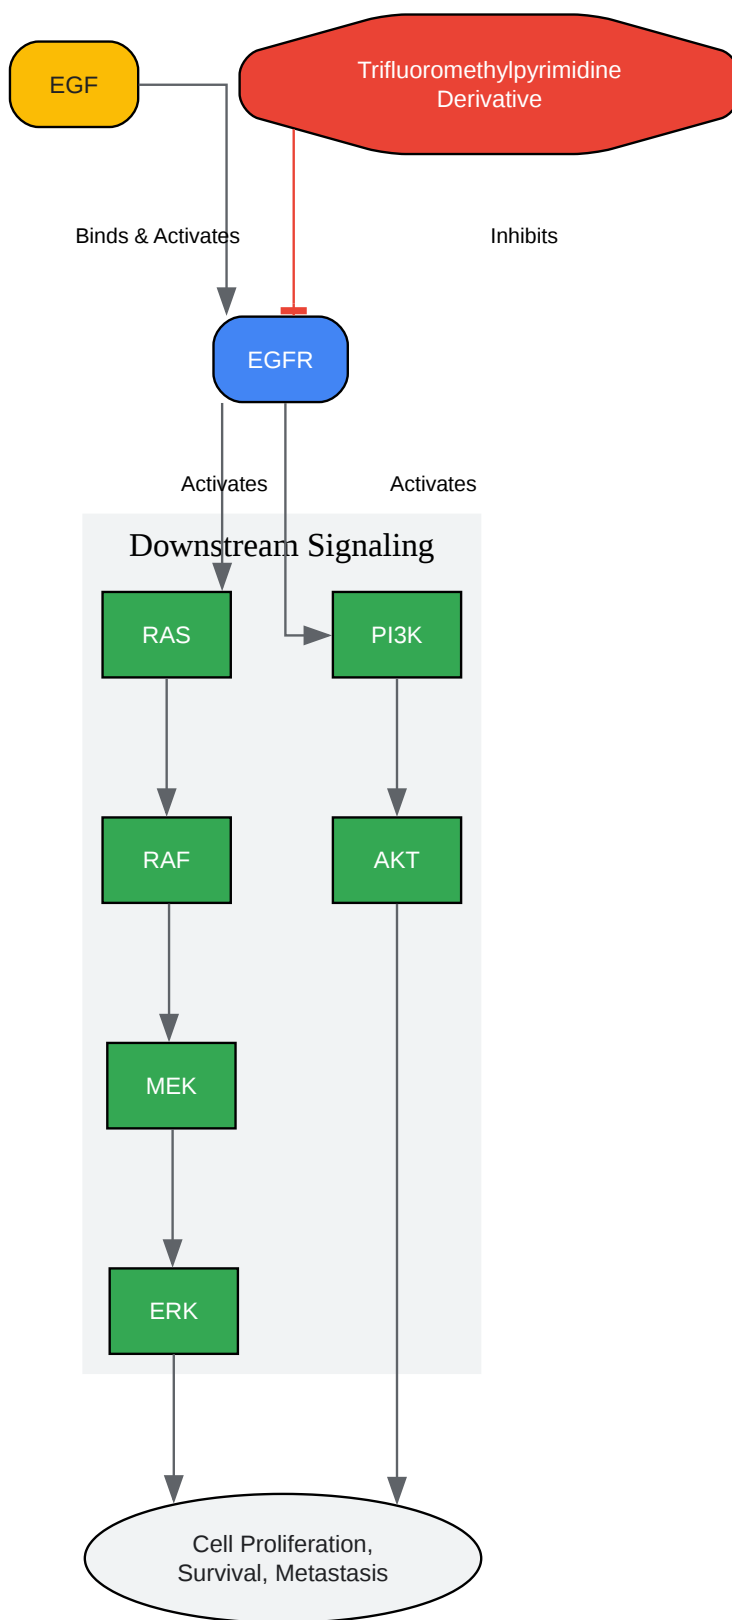 EGF
Trifluoromethylpyrimidine
Derivative
Binds & Activates
Inhibits
EGFR
Activates
Activates
Downstream Signaling
RAS
PI3K
RAF
AKT
MEK
ERK
Cell Proliferation,
Survival, Metastasis